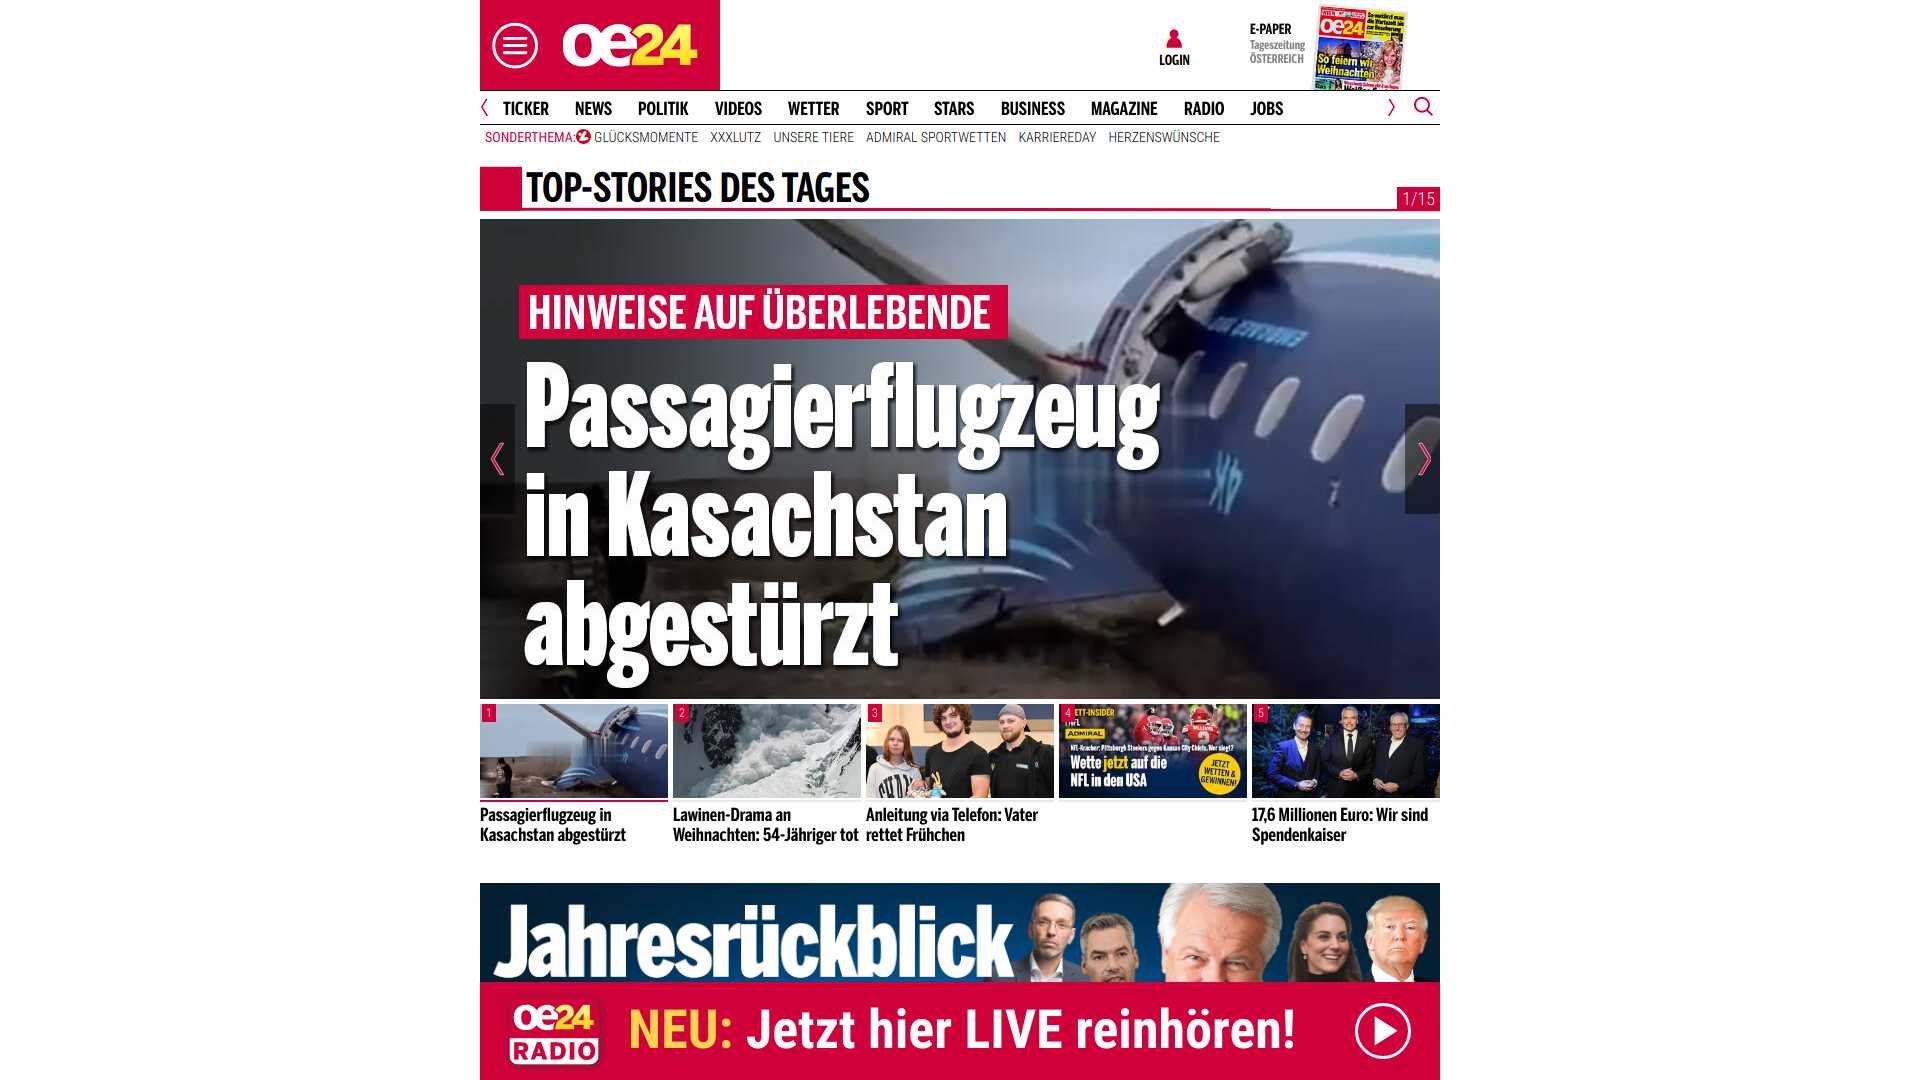 oe24
LOGIN
E-PAPER
Tageszeitung
ÖSTERREICH
oe24
So feiern wir
Weihnachten
TICKER NEWS POLITIK VIDEOS WETTER SPORT STARS BUSINESS MAGAZINE RADIO JOBS
SONDERTHEMA: GLÜCKSMOMENTE XXXLUTZ UNSERE TIERE ADMIRAL SPORTWETTEN KARRIEREDAY HERZENSWÜNSCHE
TOP-STORIES DES TAGES
1/15
HINWEISE AUF ÜBERLEBENDE
Passagierflugzeug
in Kasachstan
abgestürzt
1
Passagierflugzeug in
Kasachstan abgestürzt
2
Lawinen-Drama an
Weihnachten: 54-Jähriger tot
3
Anleitung via Telefon: Vater
rettet Frühchen
4
ETT-INSIDER
NFL
ADMIRAL
NFL-Kracher: Pittsburgh Steelers gegen Kansas City Chiefs. Wer siegt?
Wette jetzt auf die
NFL in den USA
JETZT
WETTEN &
GEWINNEN!
5
17,6 Millionen Euro: Wir sind
Spendenkaiser
Jahresrückblick
oe24
RADIO
NEU: Jetzt hier LIVE reinhören!